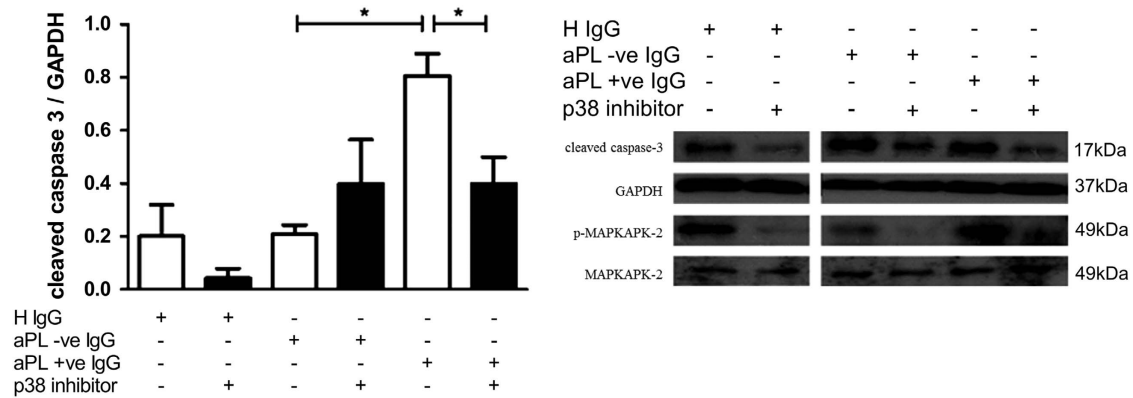 cleaved caspase 3 / GAPDH
1.0
0.8
0.6
0.4
0.2
0.0
* *
H IgG + + - - - -
aPL -ve IgG - - + + - -
aPL +ve IgG - - - - + +
p38 inhibitor - + - + - +
H IgG + + - - - -
aPL -ve IgG - - + + - -
aPL +ve IgG - - - - + +
p38 inhibitor - + - + - +
cleaved caspase-3 17kDa
GAPDH 37kDa
p-MAPKAPK-2 49kDa
MAPKAPK-2 49kDa